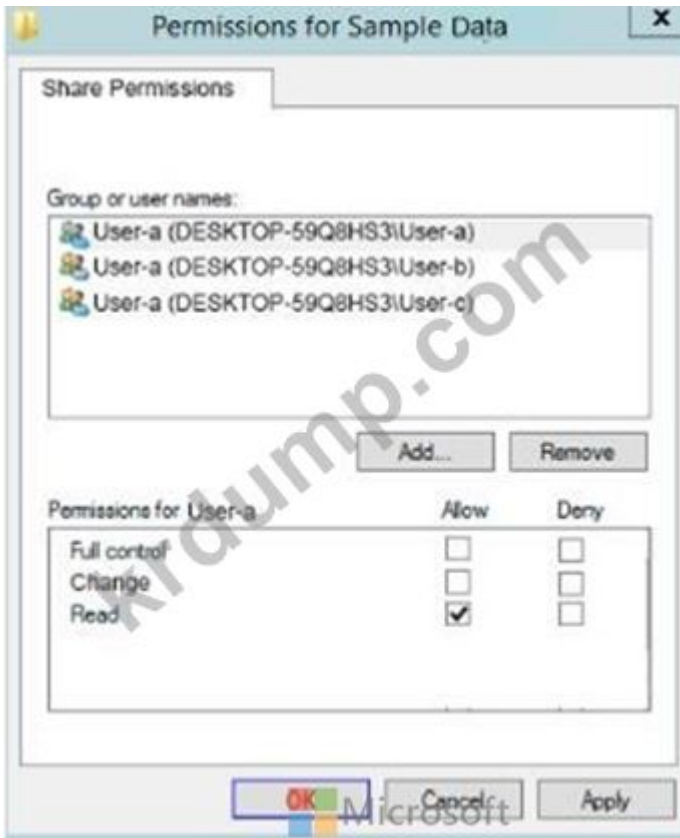 Permissions for Sample Data
x
Share Permissions
Group or user names:
User-a (DESKTOP-59Q8HS3\User-a)
User-a (DESKTOP-59Q8HS3\User-b)
User-a (DESKTOP-59Q8HS3\User-c)
Add...
Remove
Permissions for User-a
Allow
Deny
Full control
Change
Read
krdump.com
OK
Cancel
Apply
Microsoft